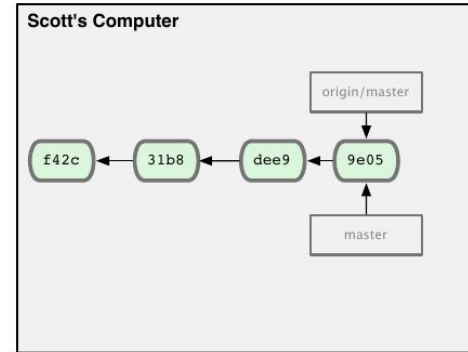 Scott's Computer
origin/master
f42c
31b8
dee9
9e05
master